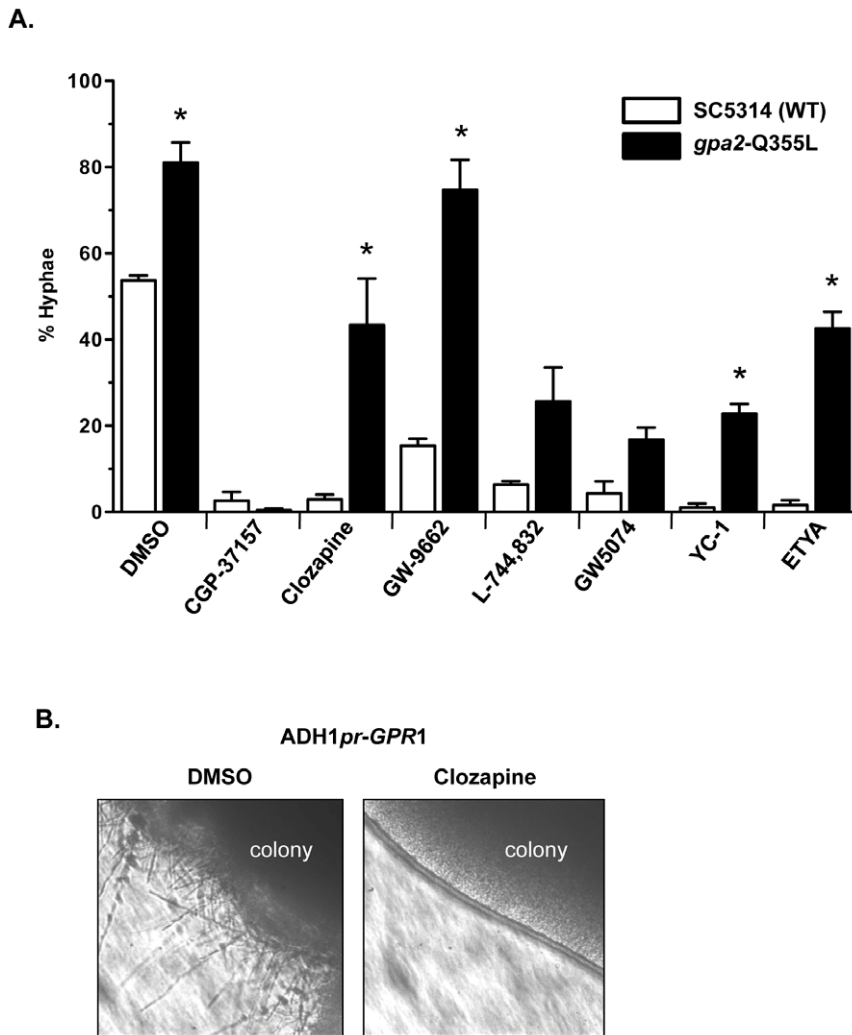 A.
100
80
60
40
20
0
% Hyphae
SC5314 (WT)
gpa2-Q355L
*
*
*
*
*
DMSO
CGP-37157
Clozapine
GW-9662
L-744,832
GW5074
YC-1
ETYA
B.
ADH1pr-GPR1
DMSO
Clozapine
colony
colony